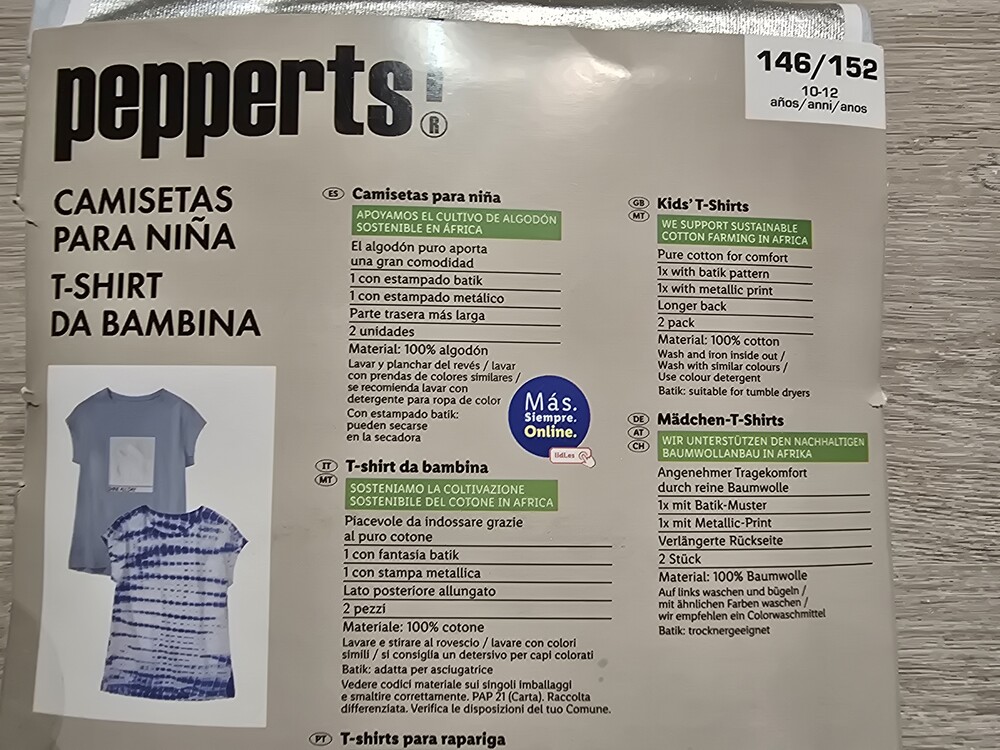 pepperts!
®
146/152
10-12
años/anni/anos
CAMISETAS
PARA NIÑA
T-SHIRT
DA BAMBINA
ES Camisetas para niña
APOYAMOS EL CULTIVO DE ALGODÓN
SOSTENIBLE EN ÁFRICA
El algodón puro aporta
una gran comodidad
1 con estampado batik
1 con estampado metálico
Parte trasera más larga
2 unidades
Material: 100% algodón
Lavar y planchar del revés / lavar
con prendas de colores similares /
se recomienda lavar con
detergente para ropa de color
Con estampado batik:
pueden secarse
en la secadora
Más.
Siempre.
Online.
lidl.es
IT MT T-shirt da bambina
SOSTENIAMO LA COLTIVAZIONE
SOSTENIBILE DEL COTONE IN AFRICA
Piacevole da indossare grazie
al puro cotone
1 con fantasia batik
1 con stampa metallica
Lato posteriore allungato
2 pezzi
Materiale: 100% cotone
Lavare e stirare al rovescio / lavare con colori
simili / si consiglia un detersivo per capi colorati
Batik: adatta per asciugatrice
Vedere codici materiale sui singoli imballaggi
e smaltire correttamente. PAP 21 (Carta). Raccolta
differenziata. Verifica le disposizioni del tuo Comune.
PT T-shirts para rapariga
GB MT Kids' T-Shirts
WE SUPPORT SUSTAINABLE
COTTON FARMING IN AFRICA
Pure cotton for comfort
1x with batik pattern
1x with metallic print
Longer back
2 pack
Material: 100% cotton
Wash and iron inside out /
Wash with similar colours /
Use colour detergent
Batik: suitable for tumble dryers
DE AT CH Mädchen-T-Shirts
WIR UNTERSTÜTZEN DEN NACHHALTIGEN
BAUMWOLLANBAU IN AFRIKA
Angenehmer Tragekomfort
durch reine Baumwolle
1x mit Batik-Muster
1x mit Metallic-Print
Verlängerte Rückseite
2 Stück
Material: 100% Baumwolle
Auf links waschen und bügeln /
mit ähnlichen Farben waschen /
wir empfehlen ein Colorwaschmittel
Batik: trocknergeeignet